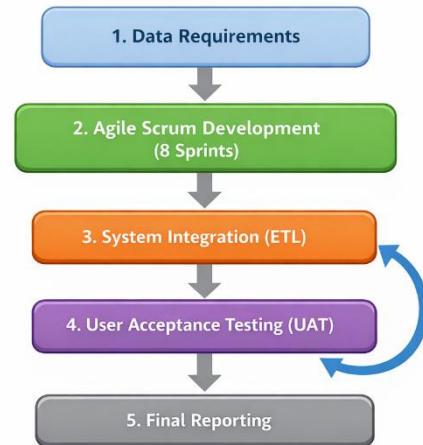 1. Data Requirements
2. Agile Scrum Development
(8 Sprints)
3. System Integration (ETL)
4. User Acceptance Testing (UAT)
5. Final Reporting